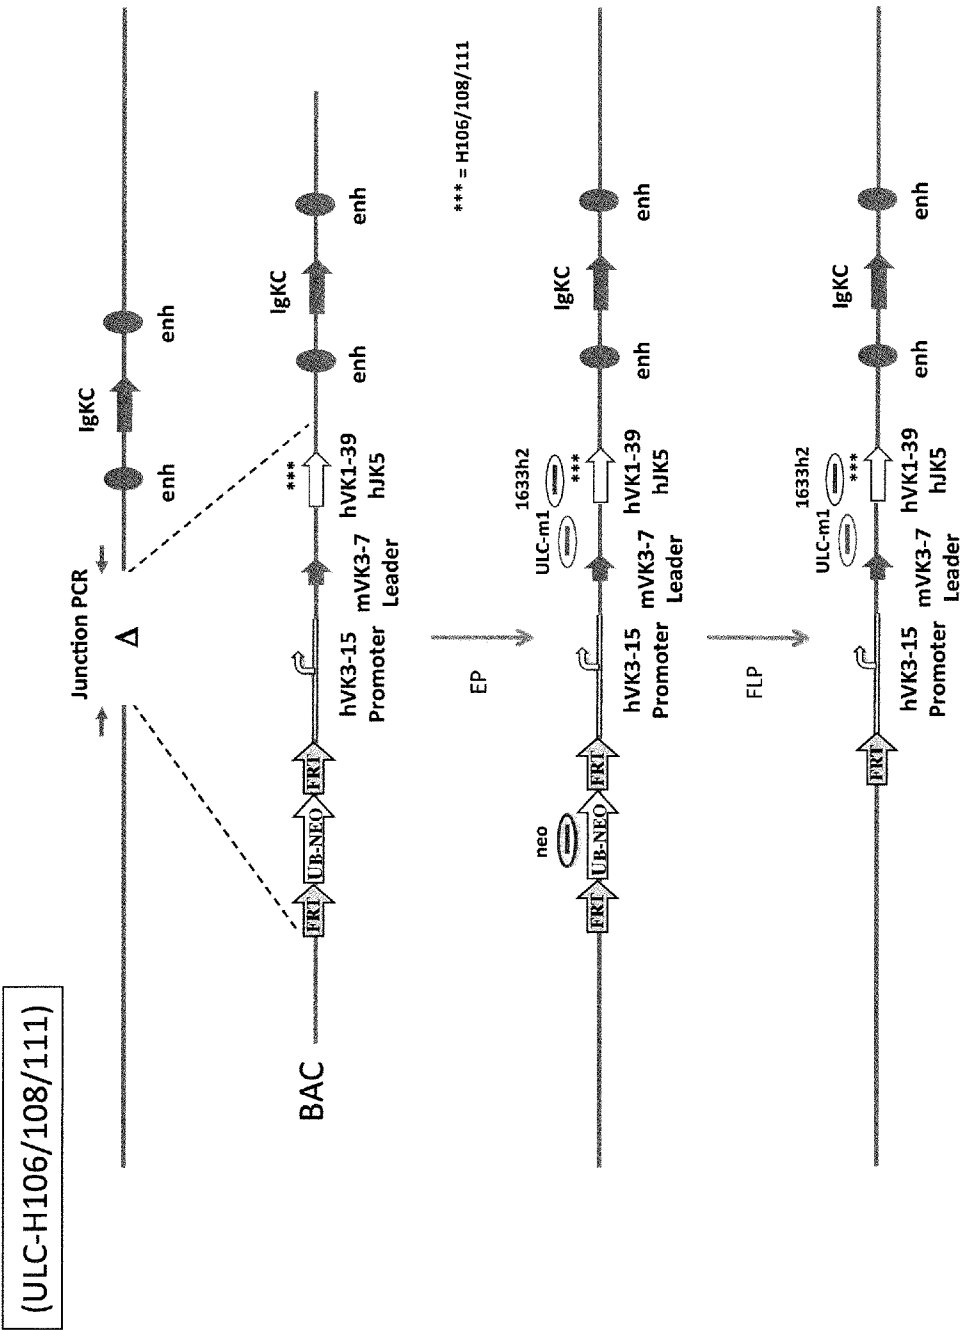 (ULC-H106/108/111)
Junction PCR
Δ
IgKC
enh
enh
BAC
FRT
UB-NEO
FRT
hVK3-15
Promoter
mVK3-7
Leader
***
hVK1-39
hJK5
enh
IgKC
enh
*** = H106/108/111
EP
neo
FRT
UB-NEO
FRT
hVK3-15
Promoter
ULC-m1
mVK3-7
Leader
1633h2
***
hVK1-39
hJK5
enh
IgKC
enh
FLP
FRT
hVK3-15
Promoter
ULC-m1
mVK3-7
Leader
1633h2
***
hVK1-39
hJK5
enh
IgKC
enh